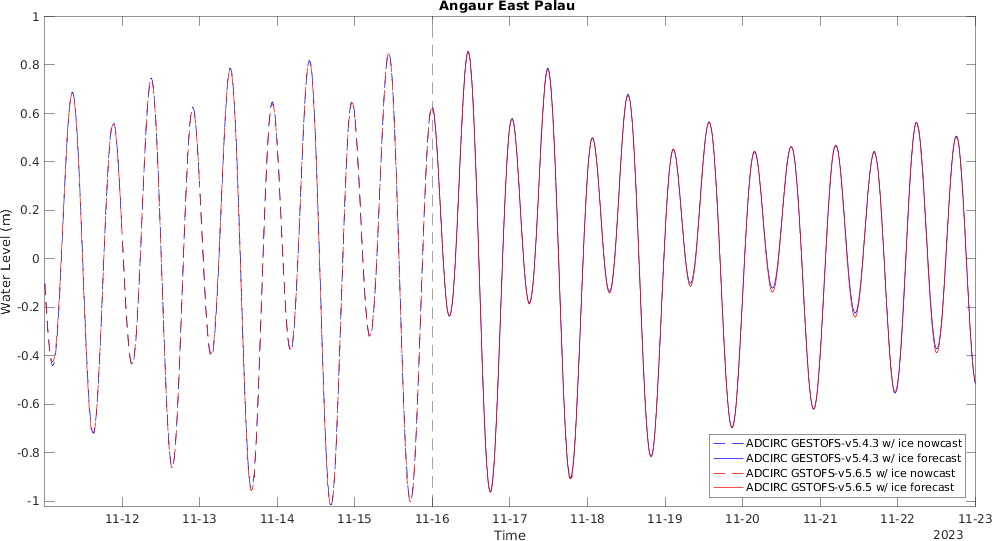 Angaur East Palau
1
0.8
0.6
0.4
0.2
0
-0.2
-0.4
-0.6
-0.8
-1
Water Level (m)
ADCIRC GESTOFS-v5.4.3 w/ ice nowcast
ADCIRC GESTOFS-v5.4.3 w/ ice forecast
ADCIRC GSTOFS-v5.6.5 w/ ice nowcast
ADCIRC GSTOFS-v5.6.5 w/ ice forecast
11-12 11-13 11-14 11-15 11-16 11-17 11-18 11-19 11-20 11-21 11-22 11-23
Time
2023